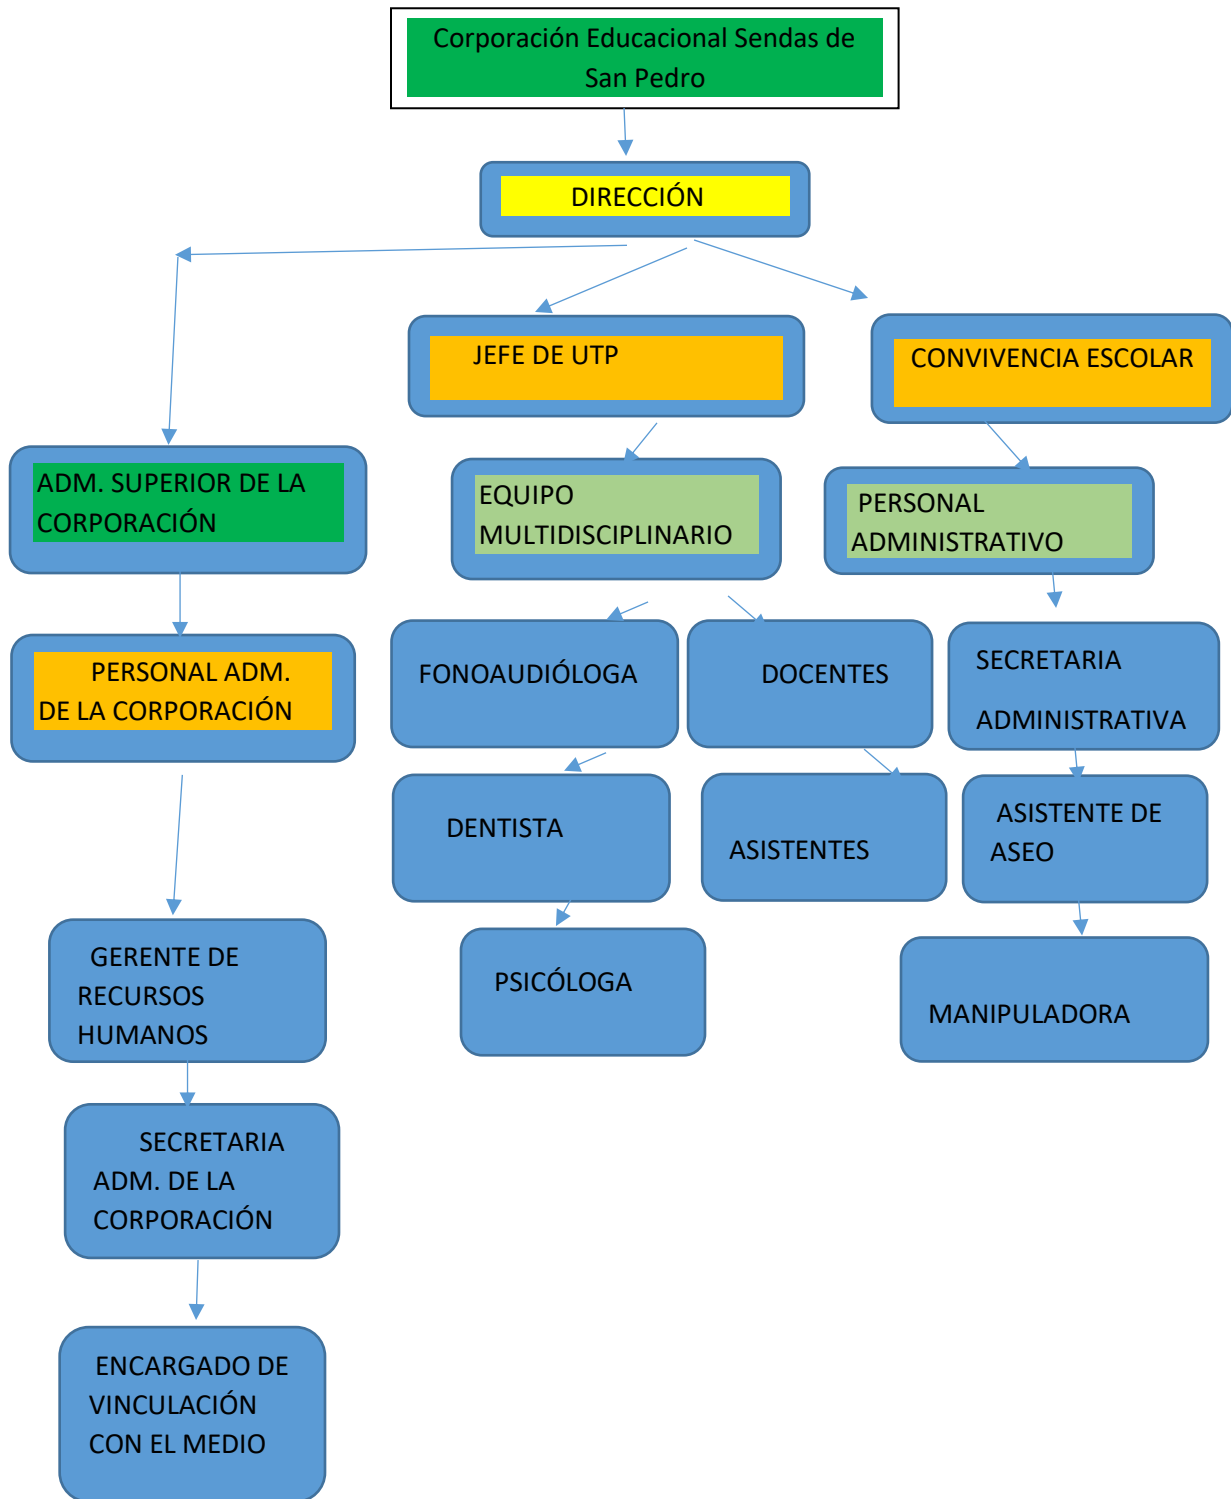 Corporación Educacional Sendas de
San Pedro
DIRECCIÓN
JEFE DE UTP
CONVIVENCIA ESCOLAR
ADM. SUPERIOR DE LA
CORPORACIÓN
EQUIPO
MULTIDISCIPLINARIO
PERSONAL
ADMINISTRATIVO
PERSONAL ADM.
DE LA CORPORACIÓN
FONOAUDIÓLOGA
DOCENTES
SECRETARIA
ADMINISTRATIVA
DENTISTA
ASISTENTES
ASISTENTE DE
ASEO
GERENTE DE
RECURSOS
HUMANOS
PSICÓLOGA
MANIPULADORA
SECRETARIA
ADM. DE LA
CORPORACIÓN
ENCARGADO DE
VINCULACIÓN
CON EL MEDIO